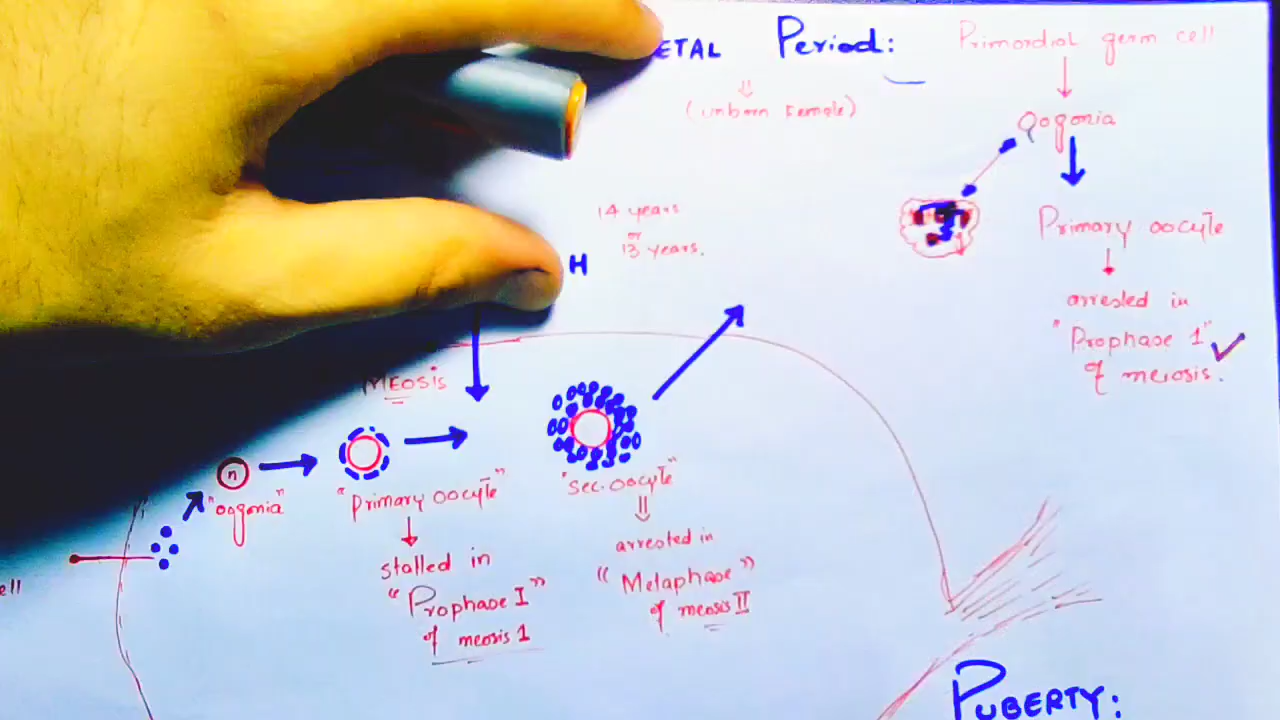 ETAL Period:
(unborn female)
Primordial germ cell
Oogonia
Primary oocyte
arrested in
"Prophase 1"
of meiosis.
14 years
or
13 years.
H
MEOSIS
n
"oogonia"
"Primary oocyte"
stalled in
"Prophase I"
of meosis 1
"sec. oocyte"
arrested in
"Metaphase"
of meosis II
ell
PUBERTY: